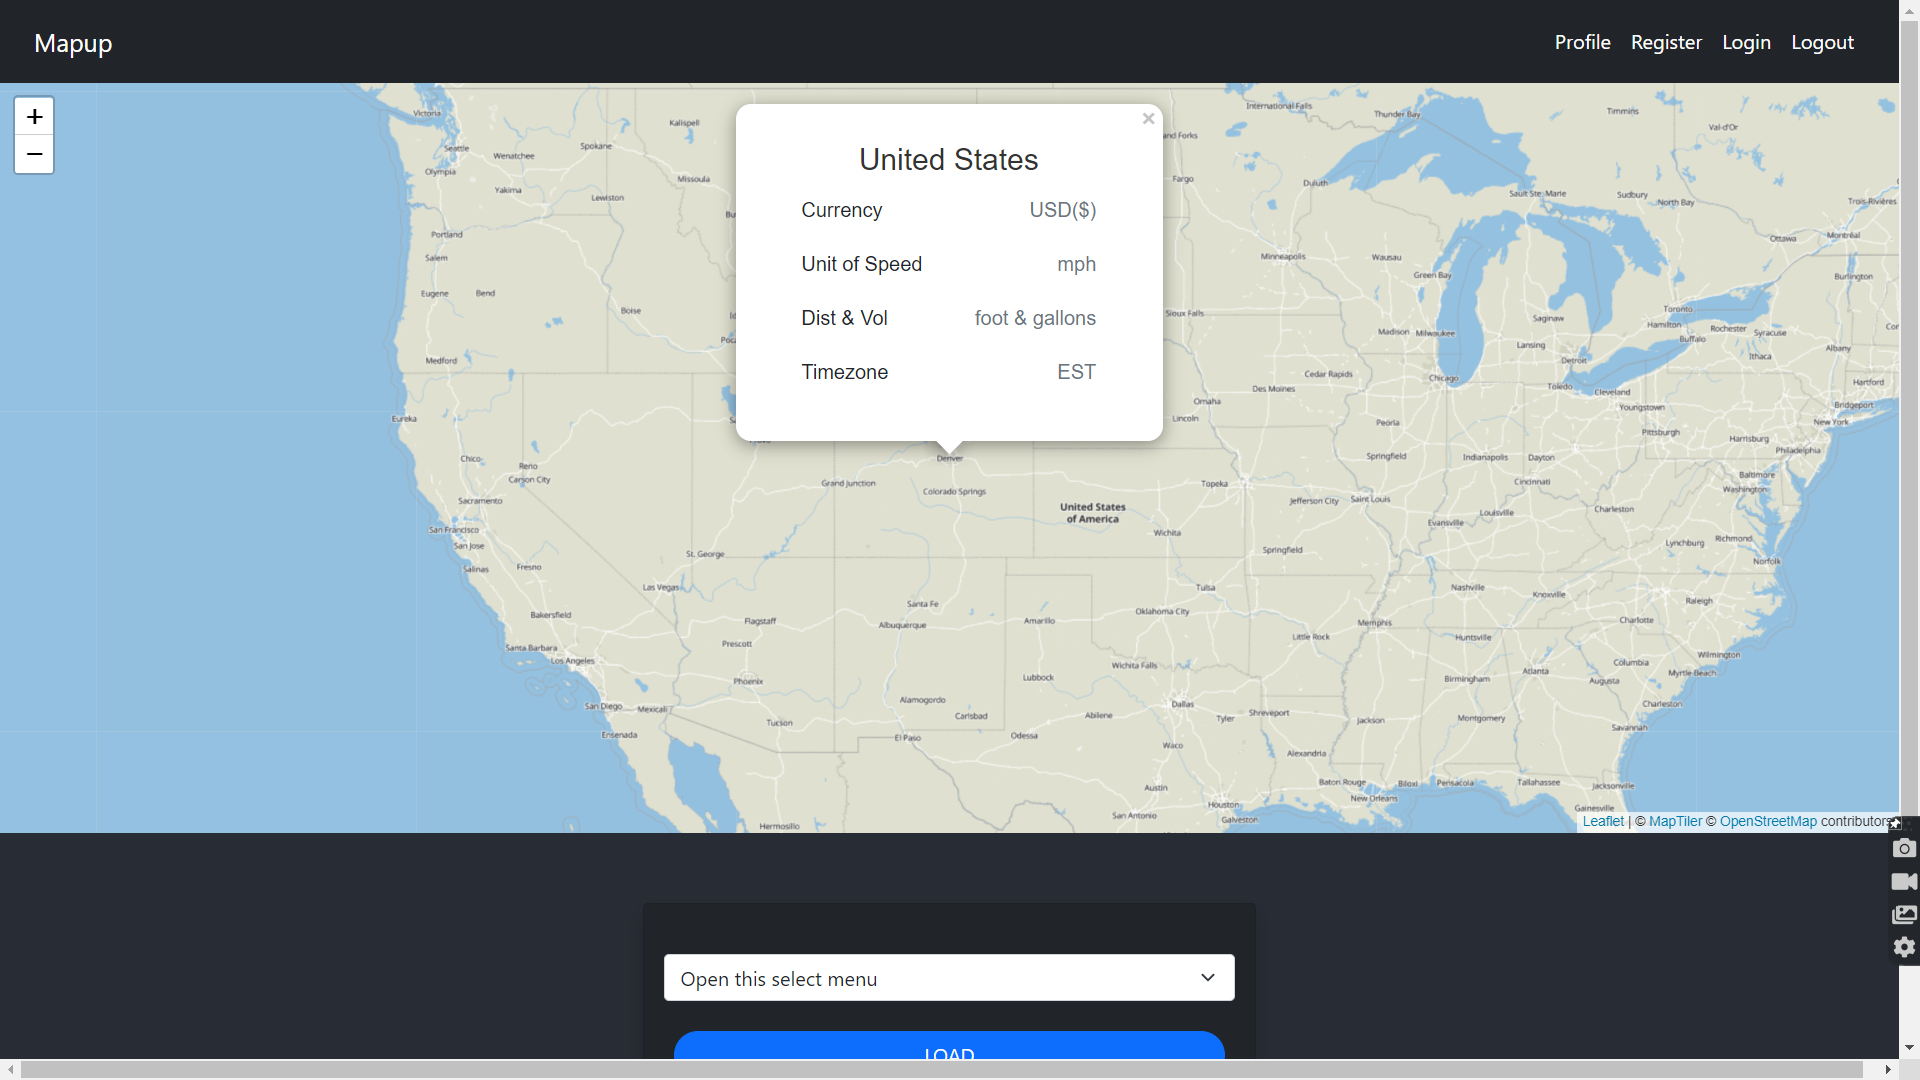 Mapup
Profile Register Login Logout
+
−
×
United States
Currency USD($)
Unit of Speed mph
Dist & Vol foot & gallons
Timezone EST
Victoria
Kalispell
and Forks
International Falls
Thunder Bay
Timmins
Val-d'Or
Seattle
Wenatchee
Spokane
Olympia
Missoula
Fargo
Duluth
Sault Ste. Marie
Sudbury
North Bay
Trois-Rivières
Yakima
Lewiston
Bu
Portland
Ottawa
Montréal
Salem
Minneapolis
Wausau
Green Bay
Burlington
Eugene
Bend
Boise
Id
Sioux Falls
Saginaw
Toronto
Hamilton
Rochester
Syracuse
Cor
Poca
Madison
Milwaukee
Lansing
Buffalo
Ithaca
Albany
Medford
Detroit
Cedar Rapids
Chicago
Toledo
Cleveland
Hartford
Des Moines
Omaha
Youngstown
Bridgeport
Eureka
S
Lincoln
Peoria
New York
Provo
Pittsburgh
Harrisburg
Philadelphia
Chico
Reno
Denver
Springfield
Indianapolis
Dayton
Carson City
Grand Junction
Colorado Springs
Topeka
Cincinnati
Baltimore
Washington
Sacramento
Jefferson City
Saint Louis
United States
of America
Louisville
Charleston
Evansville
San Francisco
Wichita
San Jose
St. George
Springfield
Lynchburg
Richmond
Salinas
Fresno
Norfolk
Las Vegas
Tulsa
Nashville
Knoxville
Raleigh
Bakersfield
Santa Fe
Oklahoma City
Flagstaff
Albuquerque
Amarillo
Memphis
Charlotte
Prescott
Little Rock
Huntsville
Santa Barbara
Los Angeles
Wichita Falls
Wilmington
Columbia
Atlanta
Myrtle Beach
Phoenix
Lubbock
Birmingham
Augusta
San Diego
Mexicali
Alamogordo
Dallas
Charleston
Tucson
Carlsbad
Abilene
Tyler
Shreveport
Jackson
Montgomery
Savannah
Ensenada
El Paso
Odessa
Waco
Alexandria
Austin
Baton Rouge
Biloxi
Pensacola
Tallahassee
Jacksonville
Hermosillo
Houston
New Orleans
San Antonio
Galveston
Gainesville
Leaflet | © MapTiler © OpenStreetMap contributors
Open this select menu
LOAD